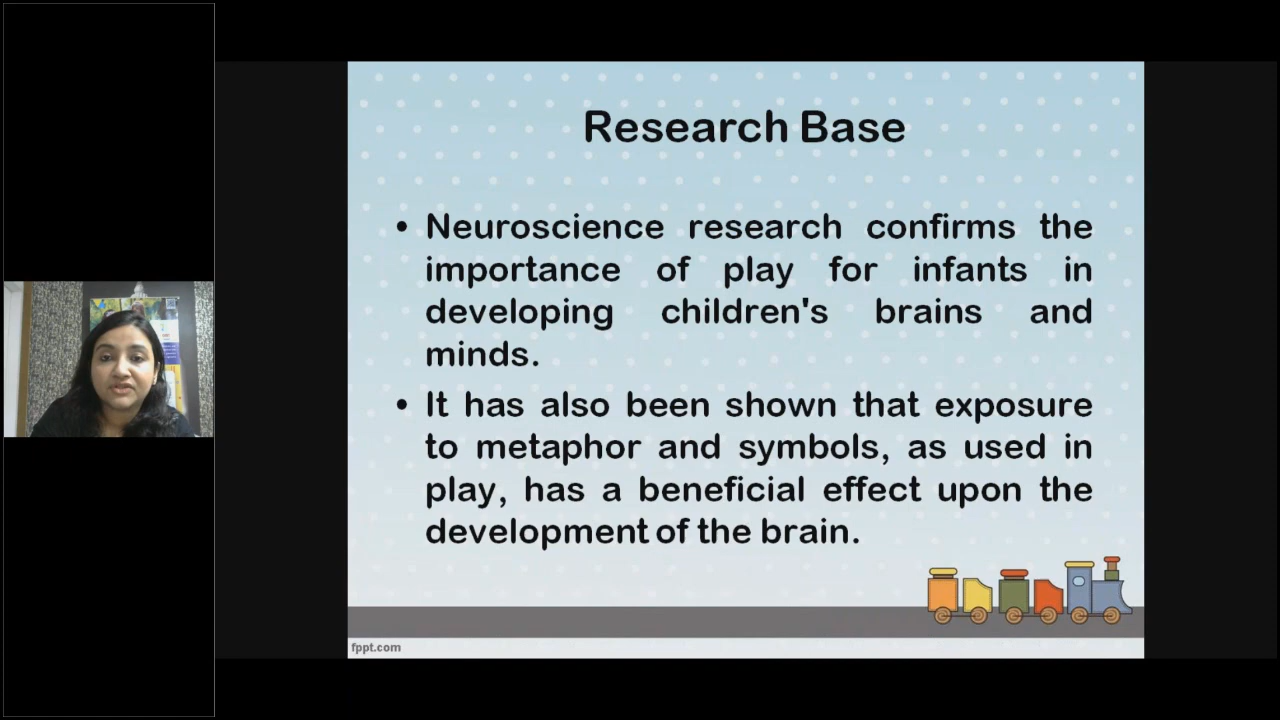 Research Base
• Neuroscience research confirms the
importance of play for infants in
developing children's brains and
minds.
• It has also been shown that exposure
to metaphor and symbols, as used in
play, has a beneficial effect upon the
development of the brain.
fppt.com